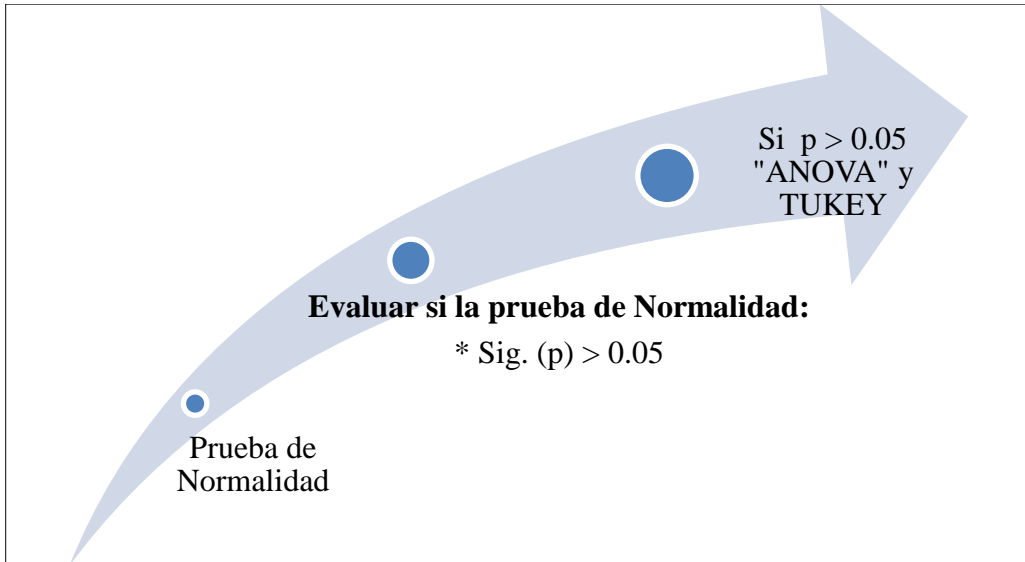 Prueba de
Normalidad
Evaluar si la prueba de Normalidad:
* Sig. (p) > 0.05
Si p > 0.05
"ANOVA" y
TUKEY